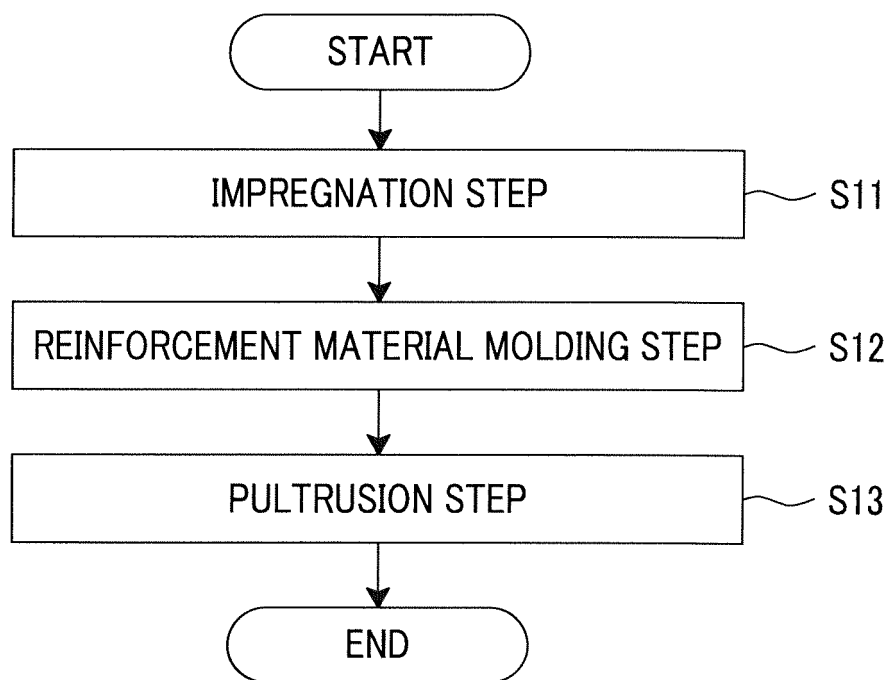 START
IMPREGNATION STEP
S11
REINFORCEMENT MATERIAL MOLDING STEP
S12
PULTRUSION STEP
S13
END